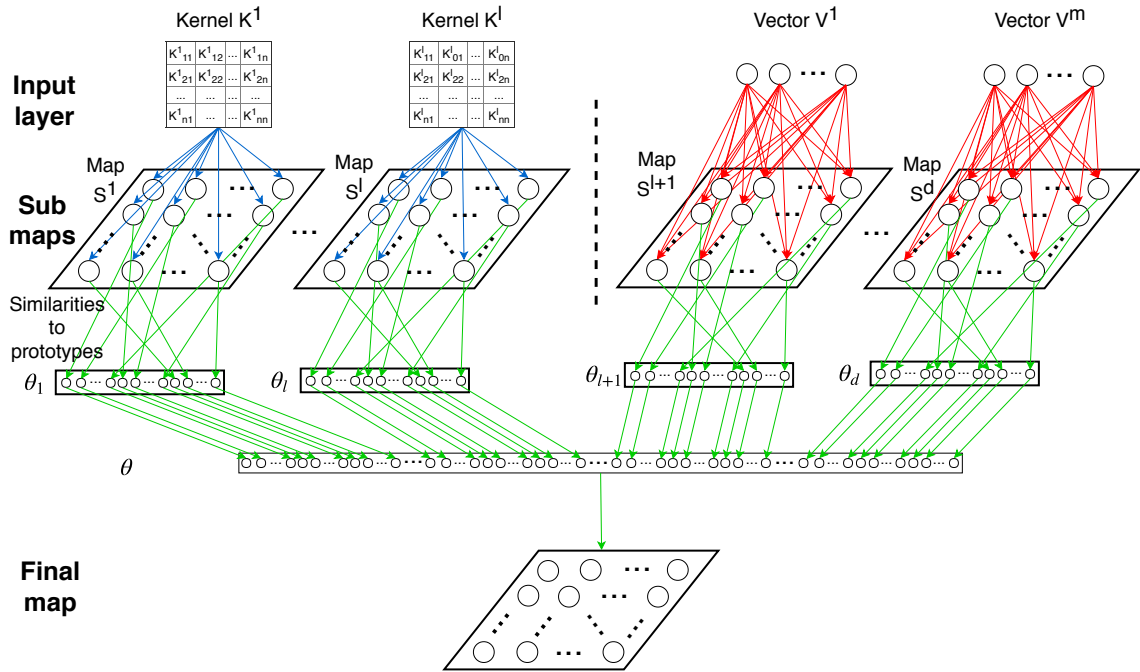 Kernel K¹ Kernel Kˡ Vector V¹ Vector Vᵐ
K¹₁₁ K¹₁₂ ... K¹₁ₙ
K¹₂₁ K¹₂₂ ... K¹₂ₙ
... ... ... ...
K¹ₙ₁ ... ... K¹ₙₙ
Kˡ₁₁ Kˡ₀₁ ... Kˡ₀ₙ
Kˡ₂₁ Kˡ₂₂ ... Kˡ₂ₙ
... ... ... ...
Kˡₙ₁ ... ... Kˡₙₙ
Input
layer
Map
S¹
Map
Sˡ
Map
Sˡ⁺¹
Map
Sᵈ
Sub
maps
Similarities
to
prototypes
θ₁
θₗ
θₗ₊₁
θ_d
θ
Final
map